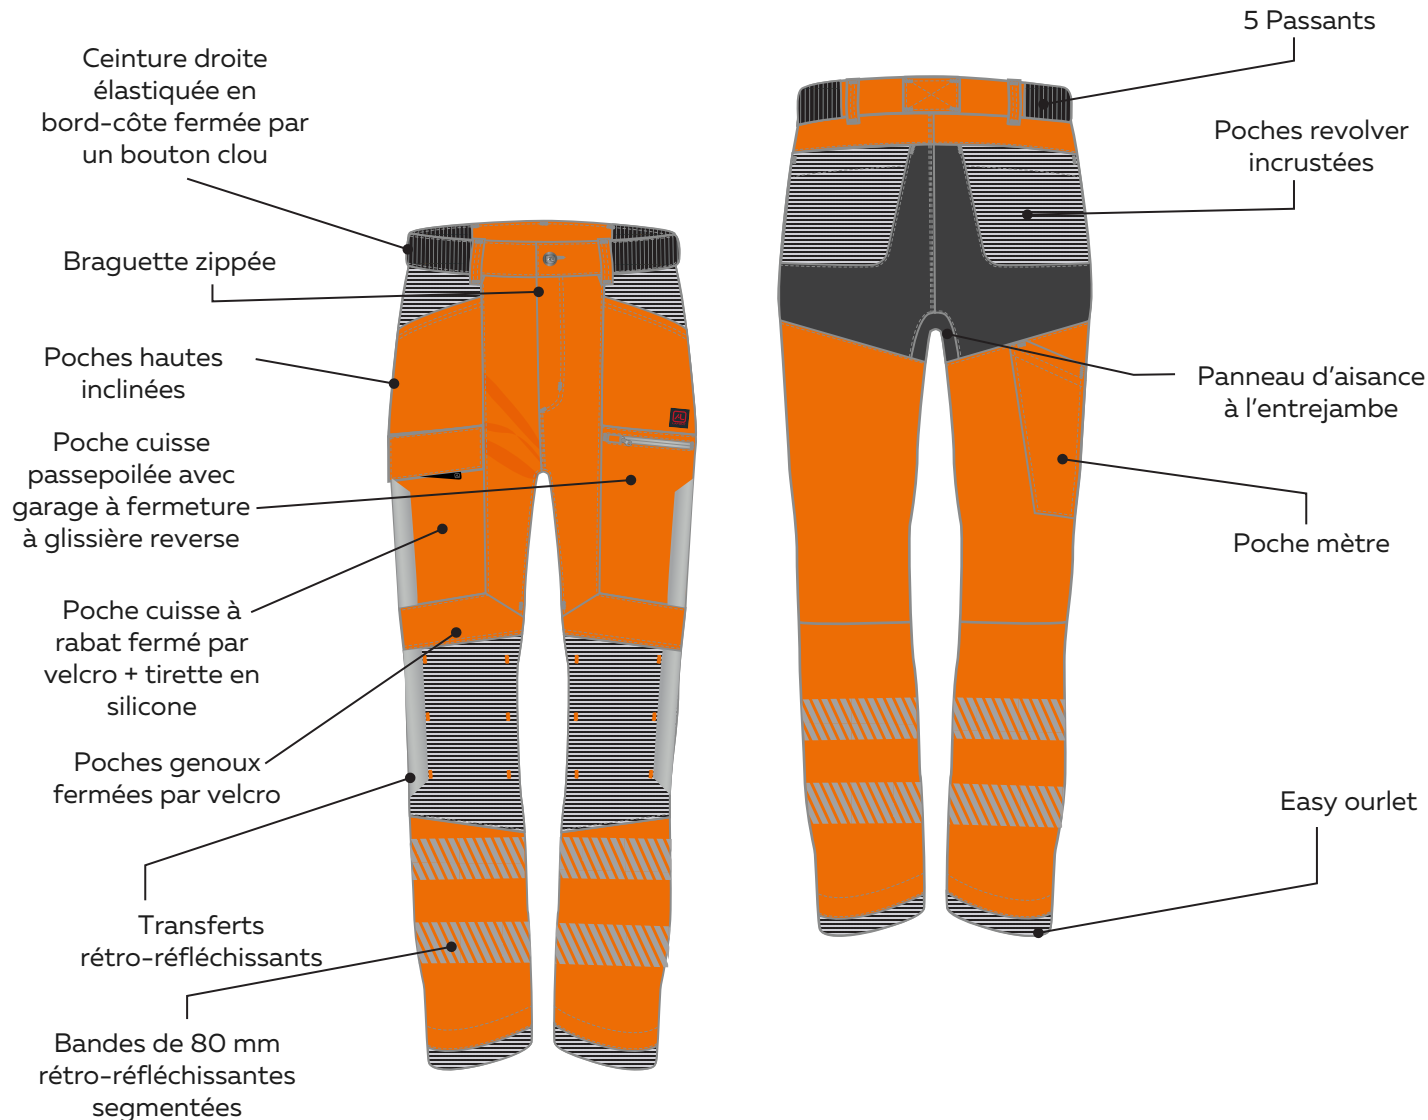 Ceinture droite
élastiquée en
bord-côte fermée par
un bouton clou
Braguette zippée
Poches hautes
inclinées
Poche cuisse
passepoilée avec
garage à fermeture
à glissière reverse
Poche cuisse à
rabat fermé par
velcro + tirette en
silicone
Poches genoux
fermées par velcro
Transferts
rétro-réfléchissants
Bandes de 80 mm
rétro-réfléchissantes
segmentées
5 Passants
Poches revolver
incrustées
Panneau d'aisance
à l'entrejambe
Poche mètre
Easy ourlet